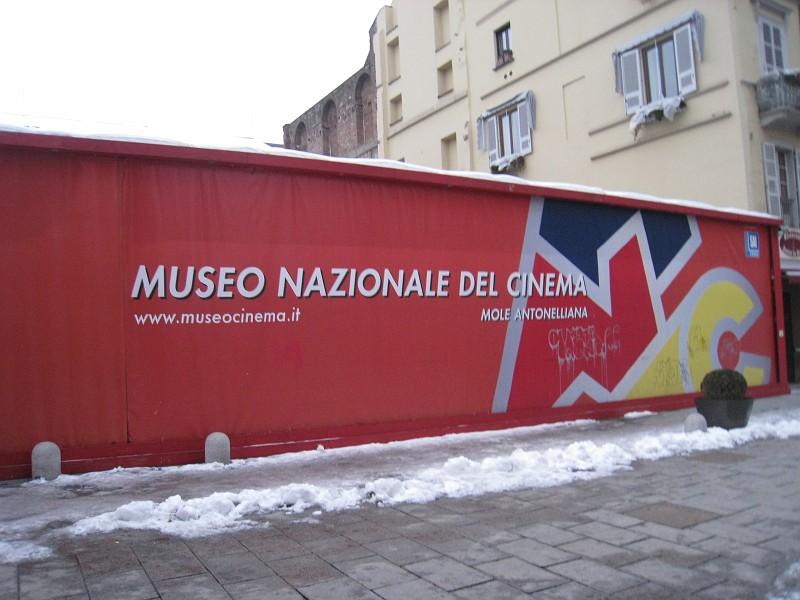 MUSEO NAZIONALE DEL CINEMA
www.museocinema.it
MOLE ANTONELLIANA